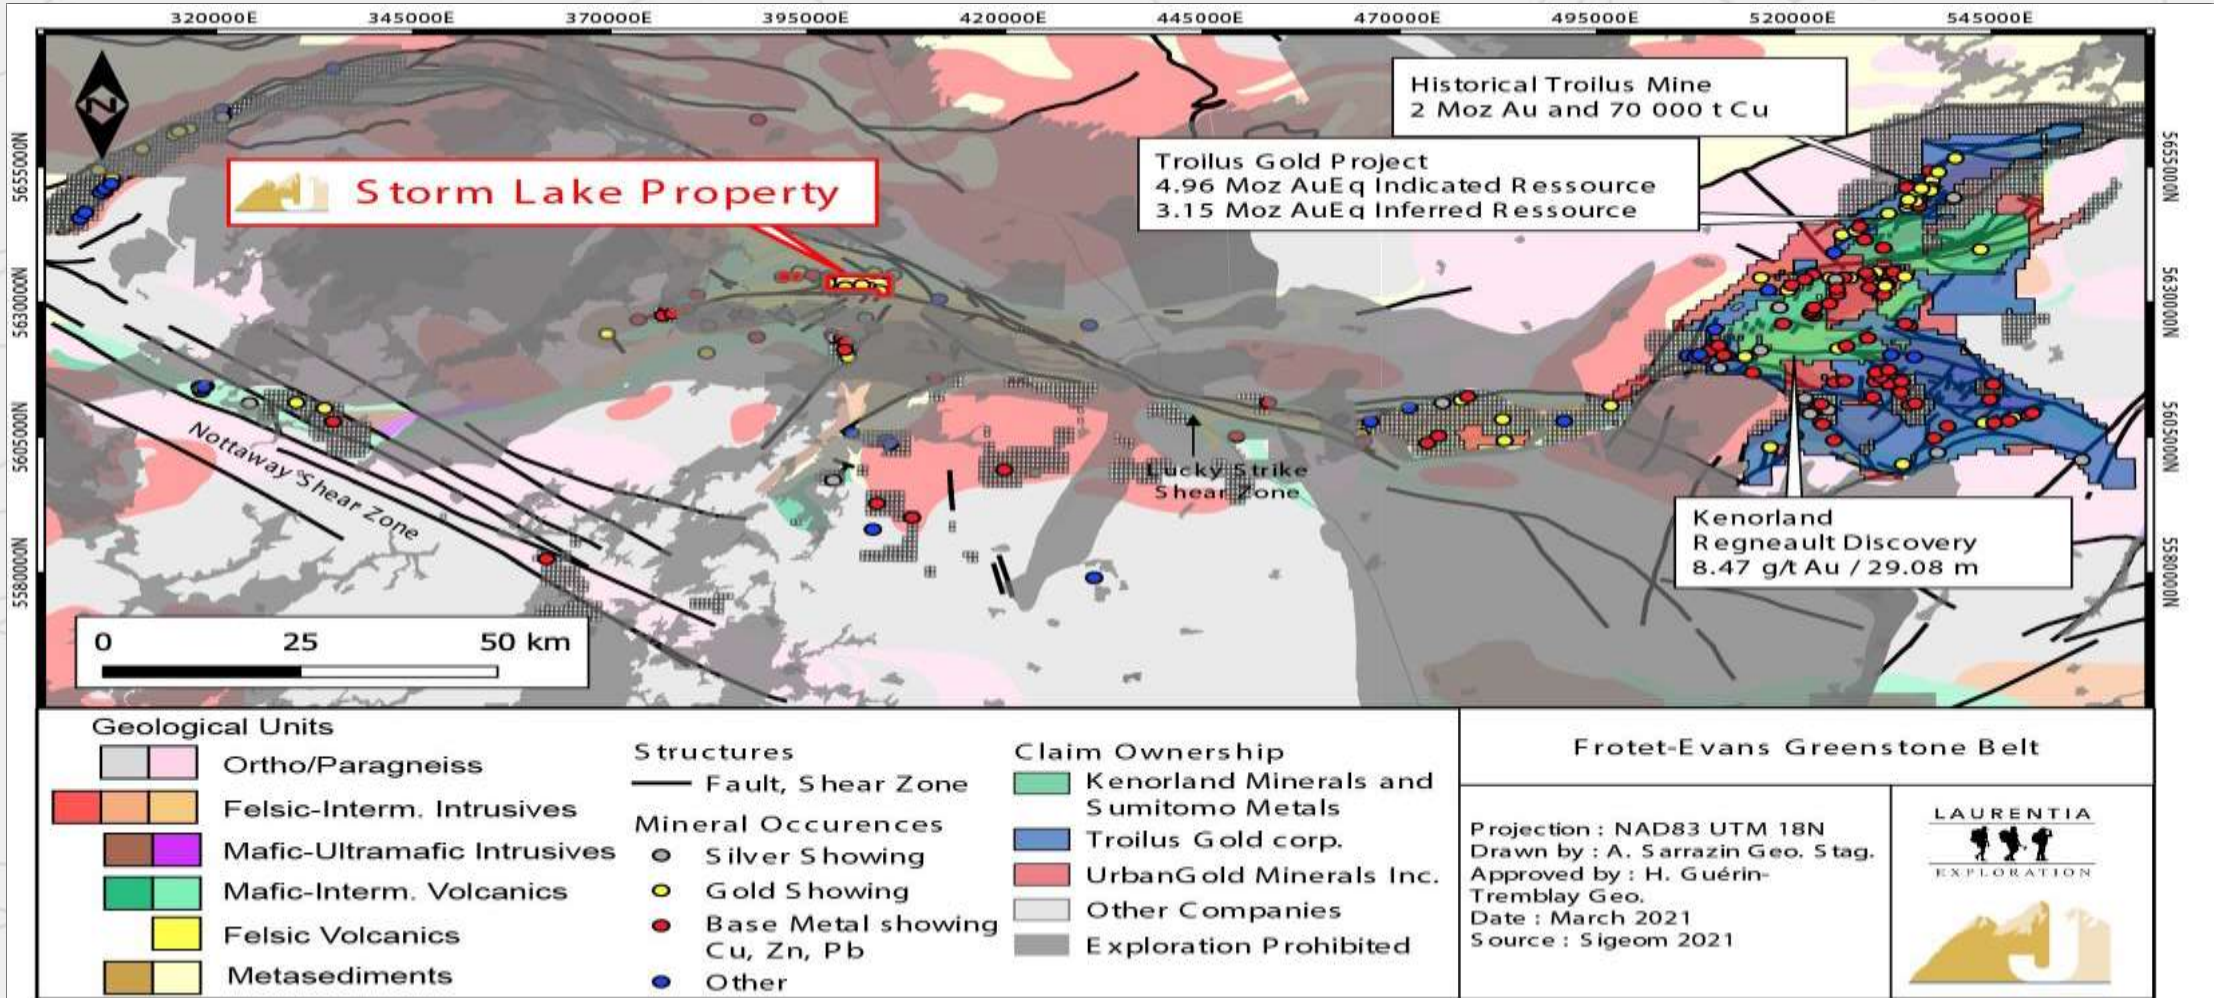 320000E 345000E 370000E 395000E 420000E 445000E 470000E 495000E 520000E 545000E
N
5655000N
5630000N
5605000N
5580000N
5655000N
5630000N
5605000N
5580000N
Historical Troilus Mine
2 Moz Au and 70 000 t Cu
Troilus Gold Project
4.96 Moz AuEq Indicated Ressource
3.15 Moz AuEq Inferred Ressource
J Storm Lake Property
Nottaway Shear Zone
Lucky Strike
Shear Zone
Kenorland
Regneault Discovery
8.47 g/t Au / 29.08 m
0 25 50 km
Geological Units
Ortho/Paragneiss
Felsic-Interm. Intrusives
Mafic-Ultramafic Intrusives
Mafic-Interm. Volcanics
Felsic Volcanics
Metasediments
Structures
Fault, Shear Zone
Mineral Occurences
Silver Showing
Gold Showing
Base Metal showing
Cu, Zn, Pb
Other
Claim Ownership
Kenorland Minerals and
Sumitomo Metals
Troilus Gold corp.
UrbanGold Minerals Inc.
Other Companies
Exploration Prohibited
Frotet-Evans Greenstone Belt
Projection : NAD83 UTM 18N
Drawn by : A. Sarrazin Geo. Stag.
Approved by : H. Guérin-
Tremblay Geo.
Date : March 2021
Source : Sigeom 2021
LAURENTIA
EXPLORATION
J